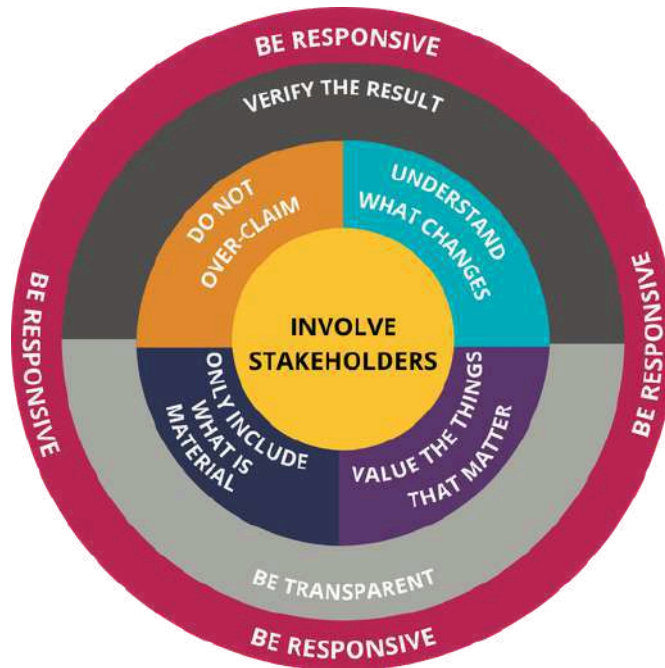 BE RESPONSIVE
VERIFY THE RESULT
DO NOT
OVER-CLAIM
UNDERSTAND
WHAT CHANGES
BE RESPONSIVE
INVOLVE
STAKEHOLDERS
BE RESPONSIVE
ONLY INCLUDE
WHAT IS
MATERIAL
VALUE THE THINGS
THAT MATTER
BE TRANSPARENT
BE RESPONSIVE